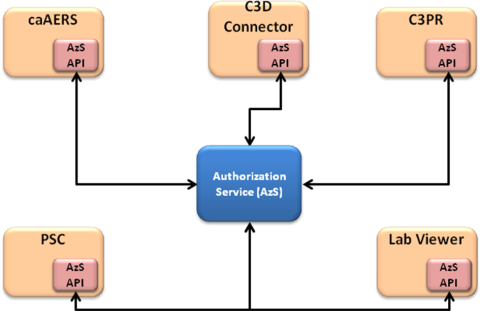 caAERS
AzS
API
C3D
Connector
AzS
API
C3PR
AzS
API
Authorization
Service (AzS)
PSC
AzS
API
Lab Viewer
AzS
API